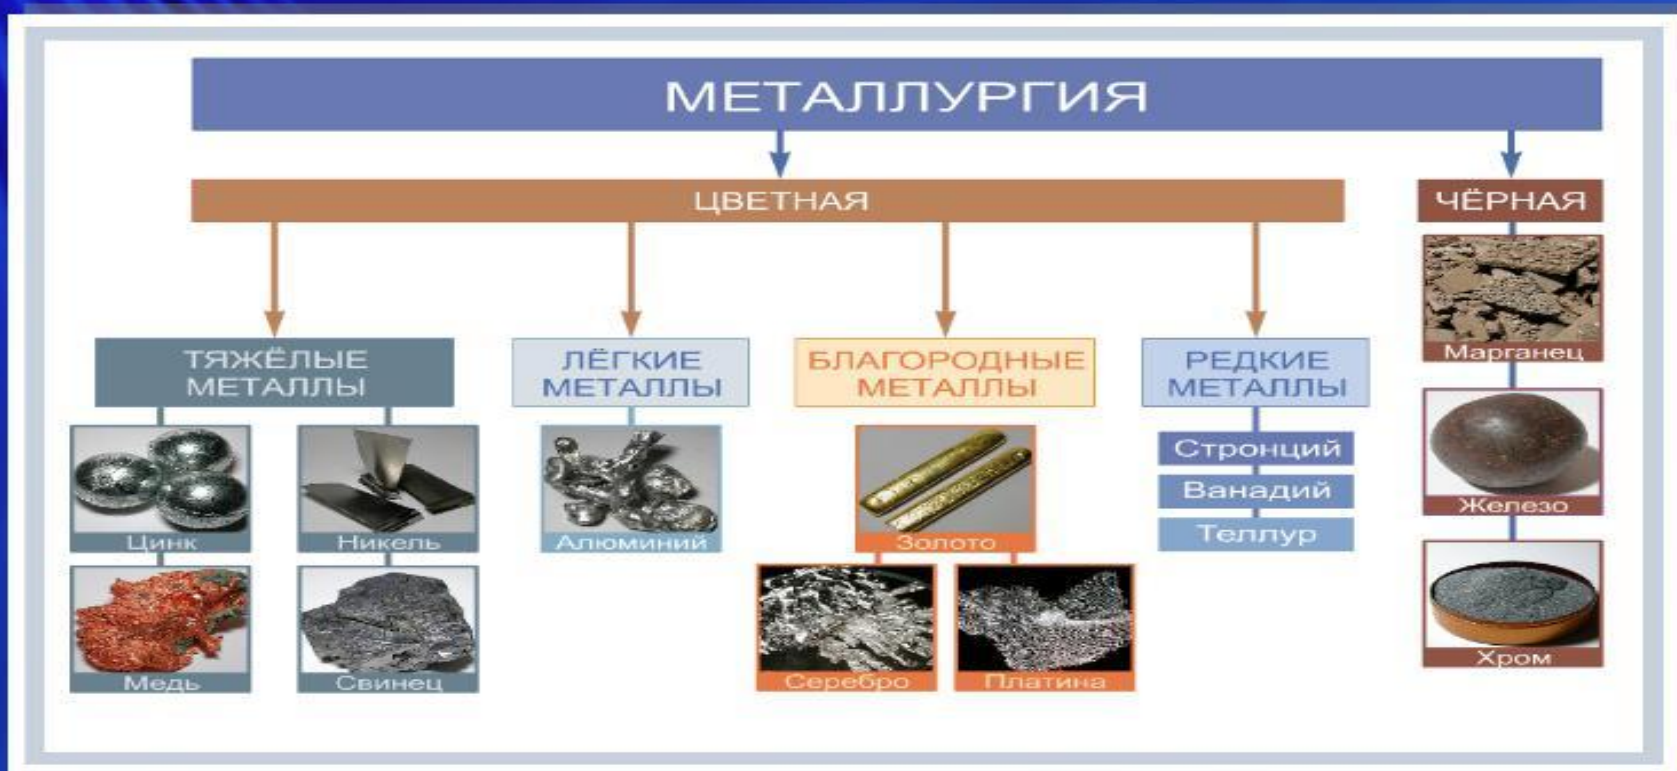 МЕТАЛЛУРГИЯ
ЦВЕТНАЯ
ЧЁРНАЯ
ТЯЖЁЛЫЕ
МЕТАЛЛЫ
ЛЁГКИЕ
МЕТАЛЛЫ
БЛАГОРОДНЫЕ
МЕТАЛЛЫ
РЕДКИЕ
МЕТАЛЛЫ
Цинк
Никель
Медь
Свинец
Алюминий
Золото
Серебро
Платина
Стронций
Ванадий
Теллур
Марганец
Железо
Хром